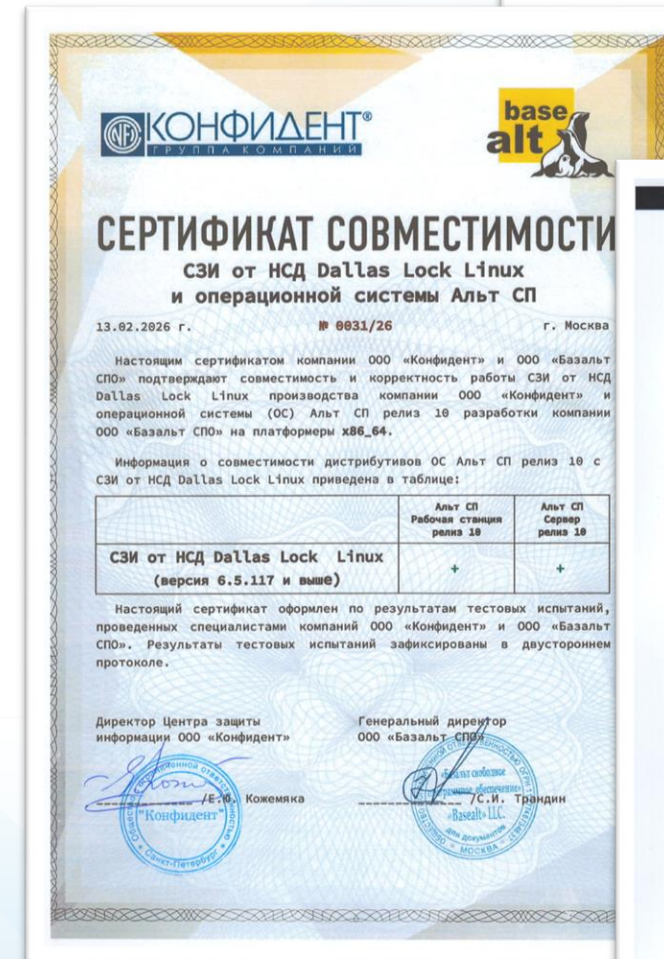 КОНФИДЕНТ®
ГРУППА КОМПАНИЙ
base
alt
СЕРТИФИКАТ СОВМЕСТИМОСТИ
СЗИ от НСД Dallas Lock Linux
и операционной системы Альт СП
13.02.2026 г. № 0031/26 г. Москва
Настоящим сертификатом компании ООО «Конфидент» и ООО «Базальт
СПО» подтверждают совместимость и корректность работы СЗИ от НСД
Dallas Lock Linux производства компании ООО «Конфидент» и
операционной системы (ОС) Альт СП релиз 10 разработки компании
ООО «Базальт СПО» на платформеры x86_64.
Информация о совместимости дистрибутивов ОС Альт СП релиз 10 с
СЗИ от НСД Dallas Lock Linux приведена в таблице:
Альт СП Альт СП
Рабочая станция Сервер
релиз 10 релиз 10
СЗИ от НСД Dallas Lock Linux
(версия 6.5.117 и выше) + +
Настоящий сертификат оформлен по результатам тестовых испытаний,
проведенных специалистами компаний ООО «Конфидент» и ООО «Базальт
СПО». Результаты тестовых испытаний зафиксированы в двустороннем
протоколе.
Директор Центра защиты Генеральный директор
информации ООО «Конфидент» ООО «Базальт СПО»
/Е.Ю. Кожемяка /С.И. Трандин
"Конфидент"
Санкт-Петербург
«Базальт свободное
программное обеспечение»
«Basealt» LLC.
для документов
МОСКВА